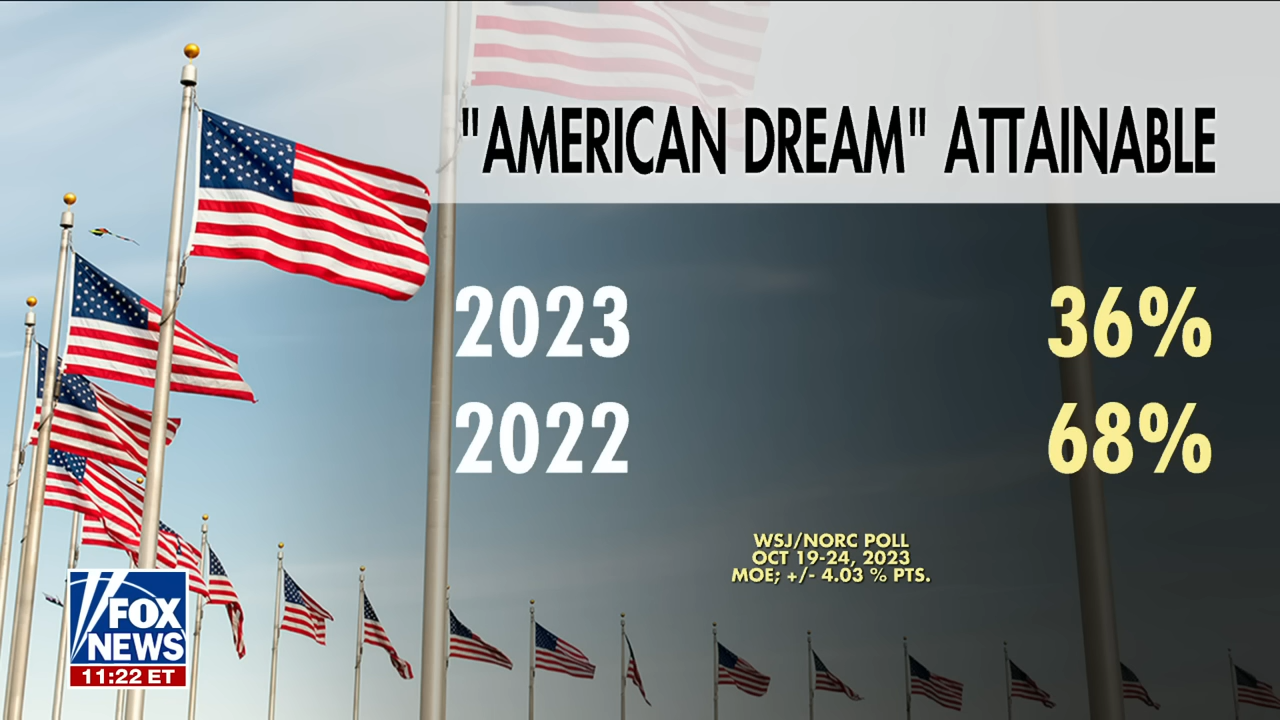 "AMERICAN DREAM" ATTAINABLE
2023 36%
2022 68%
WSJ/NORC POLL
OCT 19-24, 2023
MOE; +/- 4.03 % PTS.
FOX
NEWS
11:22 ET